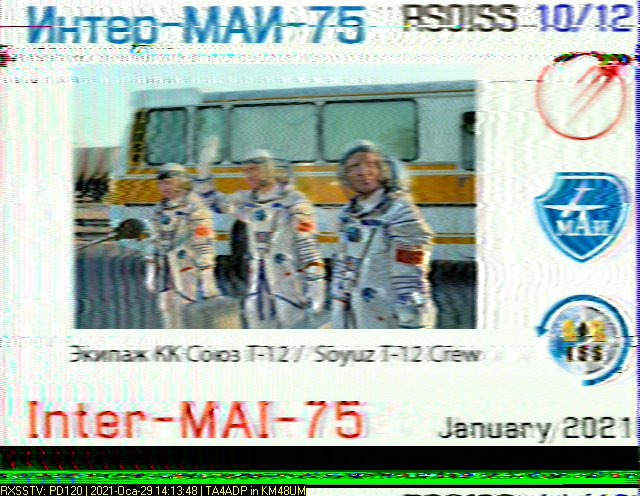 Интер-МАИ-75 RS0ISS 10/12
МАИ
ISS
Экипаж КК Союз Т-12 / Soyuz T-12 Crew
Inter-MAI-75 January 2021
RXSSTV: PD120 | 2021-Oca-29 14:13:48 | TA4ADP in KM48UM